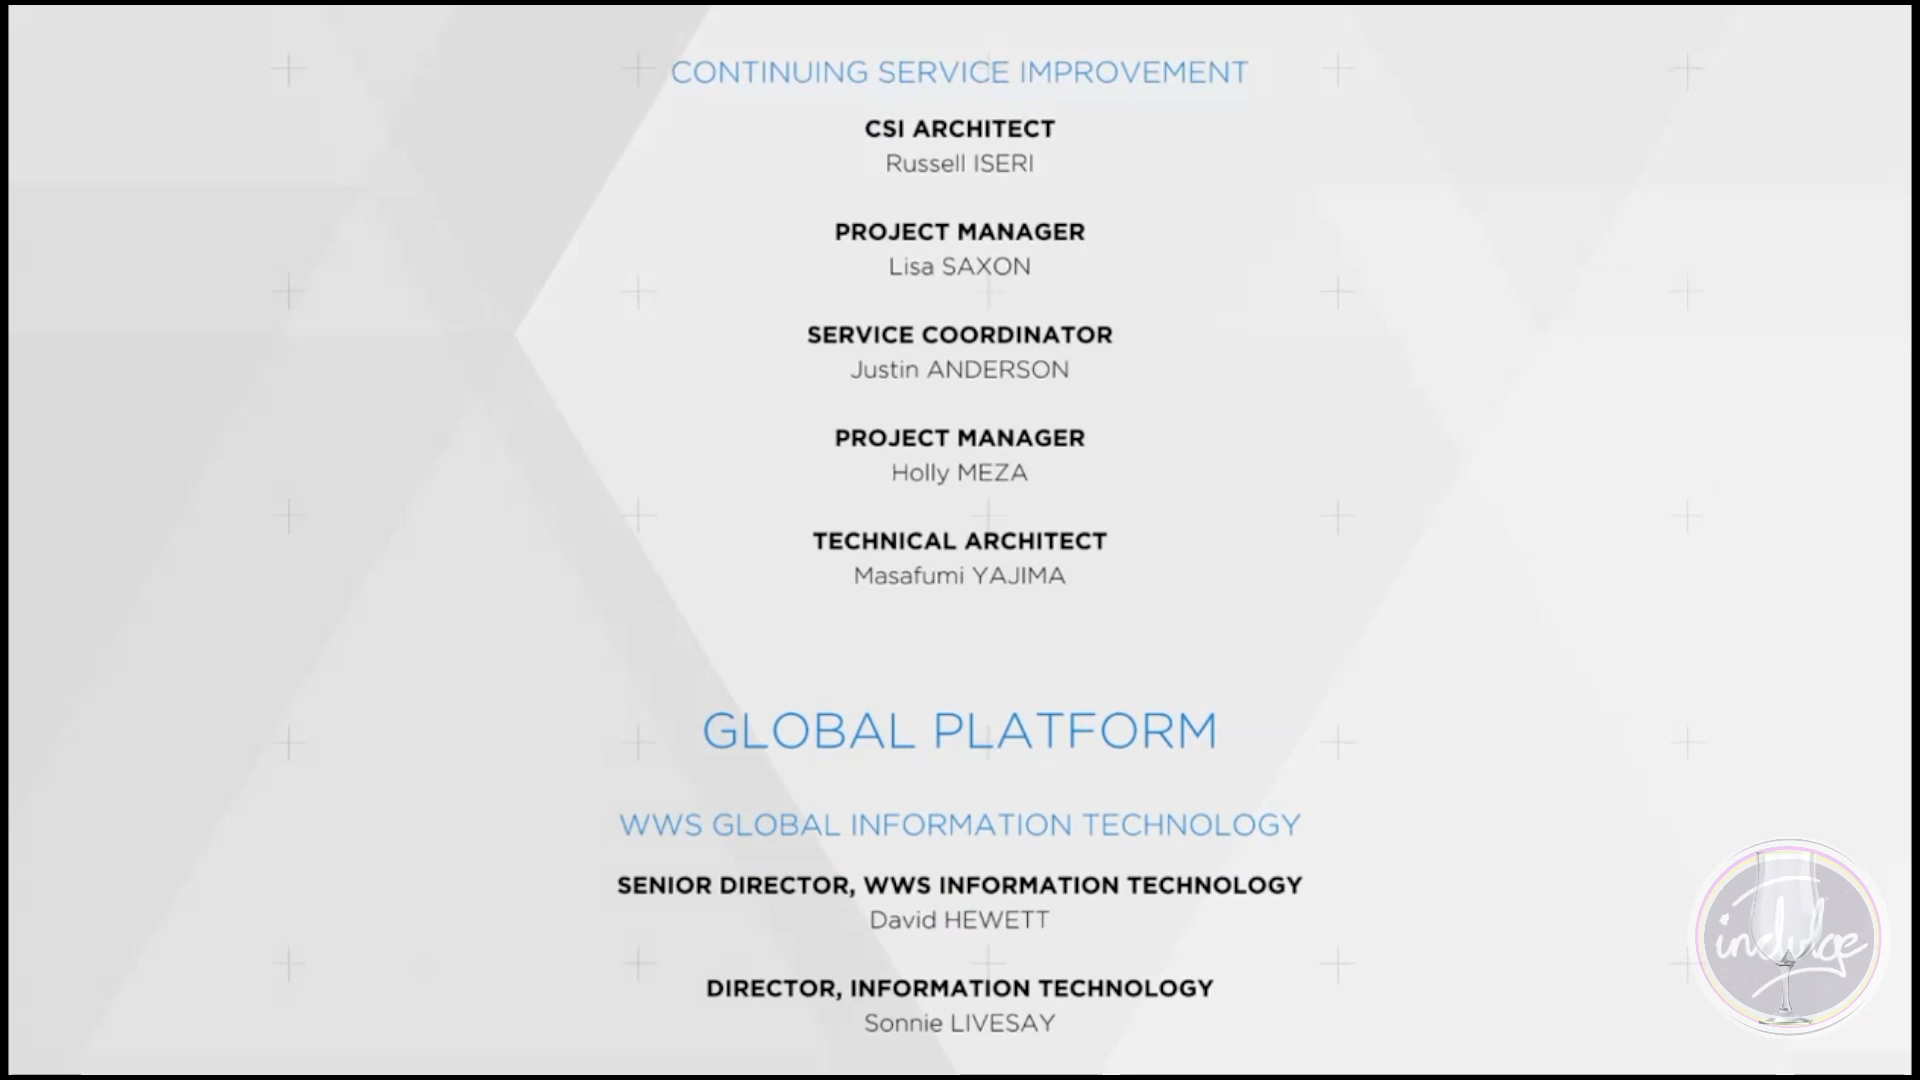 CONTINUING SERVICE IMPROVEMENT
CSI ARCHITECT
Russell ISERI
PROJECT MANAGER
Lisa SAXON
SERVICE COORDINATOR
Justin ANDERSON
PROJECT MANAGER
Holly MEZA
TECHNICAL ARCHITECT
Masafumi YAJIMA
GLOBAL PLATFORM
WWS GLOBAL INFORMATION TECHNOLOGY
SENIOR DIRECTOR, WWS INFORMATION TECHNOLOGY
David HEWETT
DIRECTOR, INFORMATION TECHNOLOGY
Sonnie LIVESAY
indulge